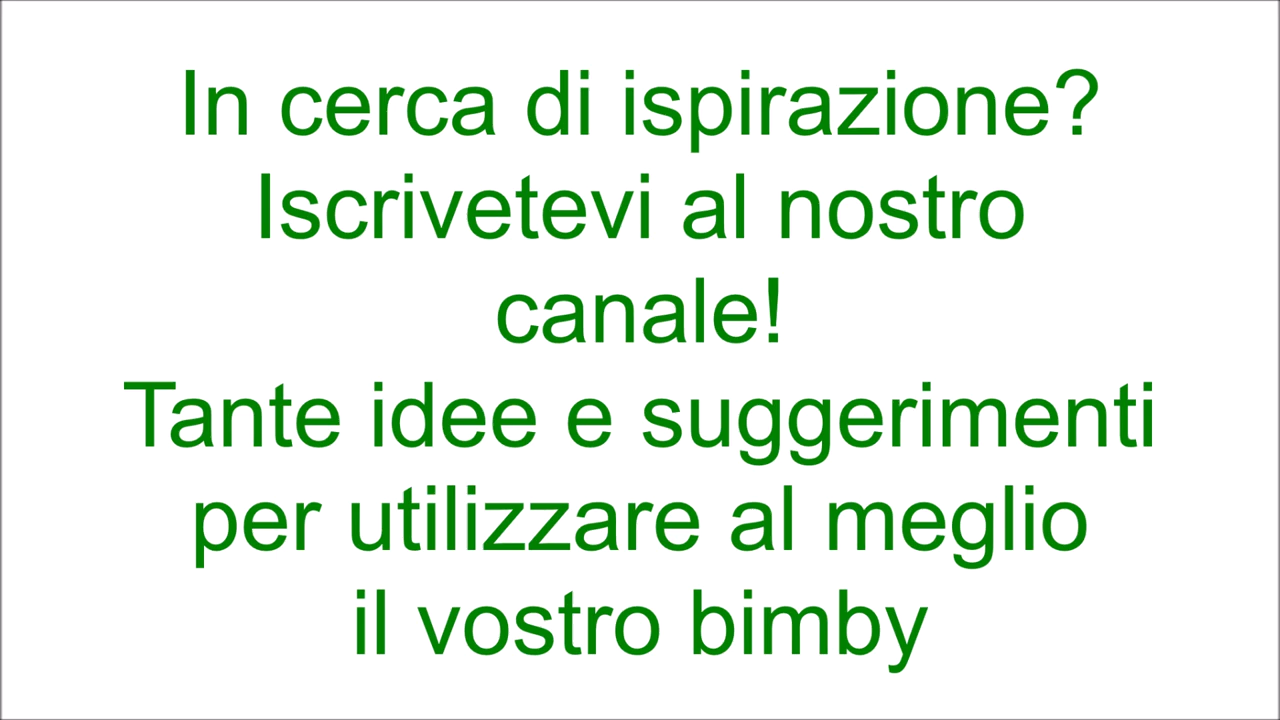 In cerca di ispirazione?
Iscrivetevi al nostro
canale!
Tante idee e suggerimenti
per utilizzare al meglio
il vostro bimby